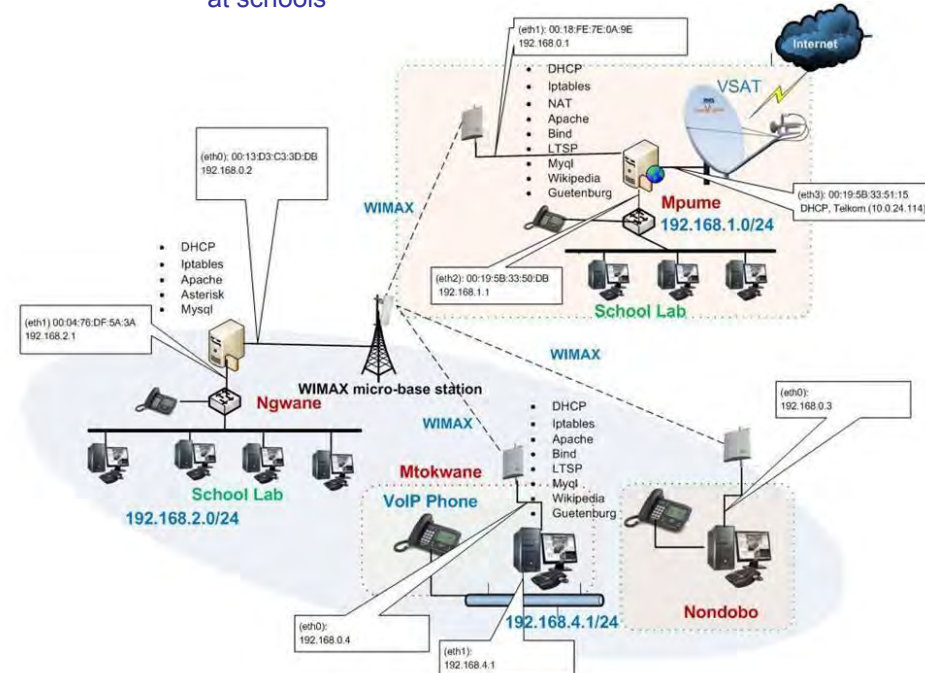 at schools
(eth1): 00:18:FE:7E:0A:9E
192.168.0.1
Internet
VSAT
• DHCP
• Iptables
• NAT
• Apache
• Bind
• LTSP
• Myql
• Wikipedia
• Guetenburg
(eth3): 00:19:5B:33:51:15
DHCP, Telkom (10.0.24.114)
Mpume
192.168.1.0/24
(eth2): 00:19:5B:33:50:DB
192.168.1.1
School Lab
WIMAX
(eth0): 00:13:D3:C3:3D:DB
192.168.0.2
• DHCP
• Iptables
• Apache
• Asterisk
• Mysql
(eth1) 00:04:76:DF:5A:3A
192.168.2.1
Ngwane
WIMAX micro-base station
School Lab
192.168.2.0/24
WIMAX
WIMAX
• DHCP
• Iptables
• Apache
• Bind
• LTSP
• Myql
• Wikipedia
• Guetenburg
Mtokwane
VoIP Phone
192.168.4.1/24
(eth0):
192.168.0.4
(eth1):
192.168.4.1
(eth0):
192.168.0.3
Nondobo